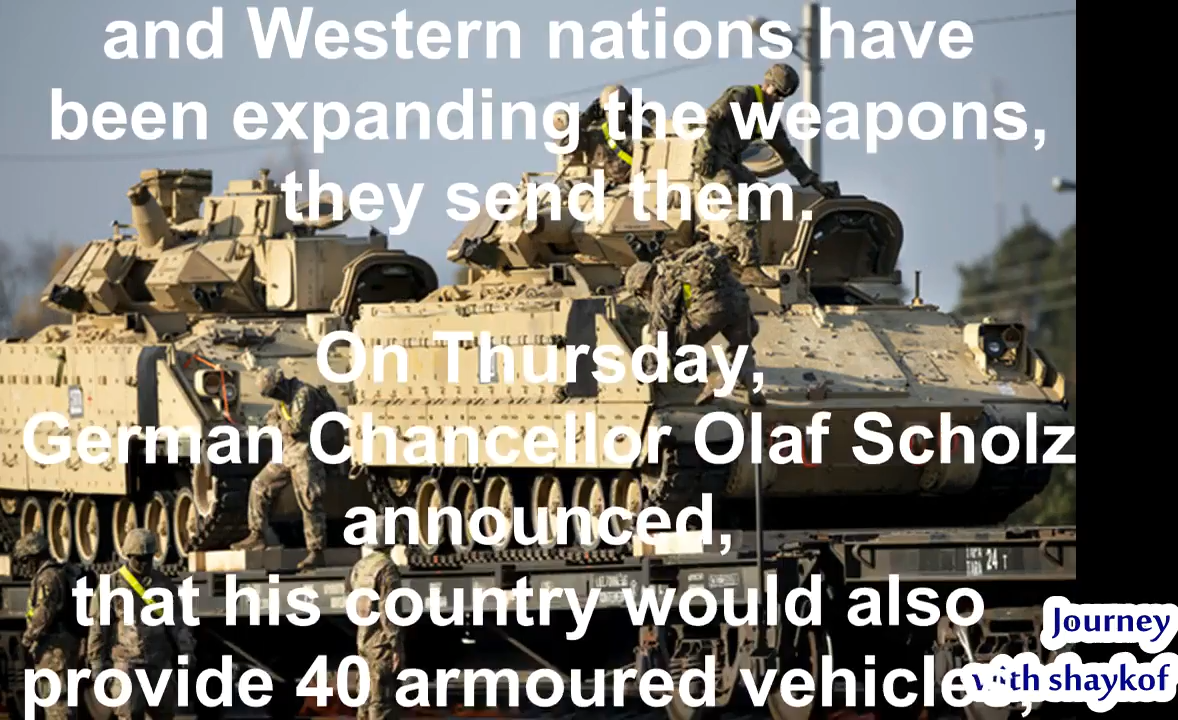 and Western nations have
been expanding the weapons,
they send them.
On Thursday,
German Chancellor Olaf Scholz
announced,
that his country would also
provide 40 armoured vehicles,
Journey
with shaykof
24 T